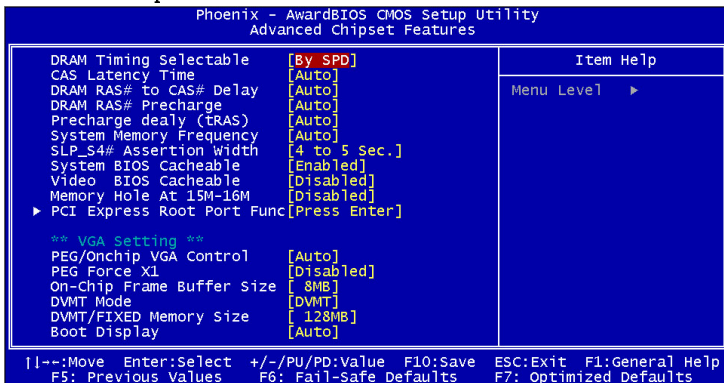 Phoenix - AwardBIOS CMOS Setup Utility
Advanced Chipset Features
DRAM Timing Selectable [By SPD]
CAS Latency Time [Auto]
DRAM RAS# to CAS# Delay [Auto]
DRAM RAS# Precharge [Auto]
Precharge dealy (tRAS) [Auto]
System Memory Frequency [Auto]
SLP_S4# Assertion Width [4 to 5 Sec.]
System BIOS Cacheable [Enabled]
Video BIOS Cacheable [Disabled]
Memory Hole At 15M-16M [Disabled]
► PCI Express Root Port Func[Press Enter]
** VGA Setting **
PEG/Onchip VGA Control [Auto]
PEG Force X1 [Disabled]
On-Chip Frame Buffer Size [ 8MB]
DVMT Mode [DVMT]
DVMT/FIXED Memory Size [ 128MB]
Boot Display [Auto]
Item Help
Menu Level ►
↑↓→←:Move Enter:Select +/-/PU/PD:Value F10:Save ESC:Exit F1:General Help
F5: Previous Values F6: Fail-Safe Defaults F7: Optimized Defaults